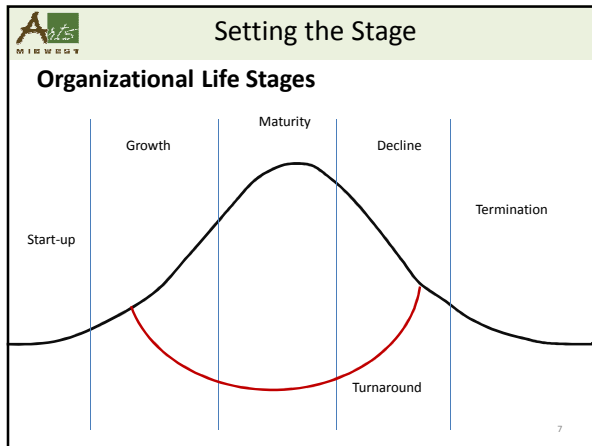 Arts
MIDWEST
Setting the Stage
Organizational Life Stages
Maturity
Growth
Decline
Termination
Start-up
Turnaround
7